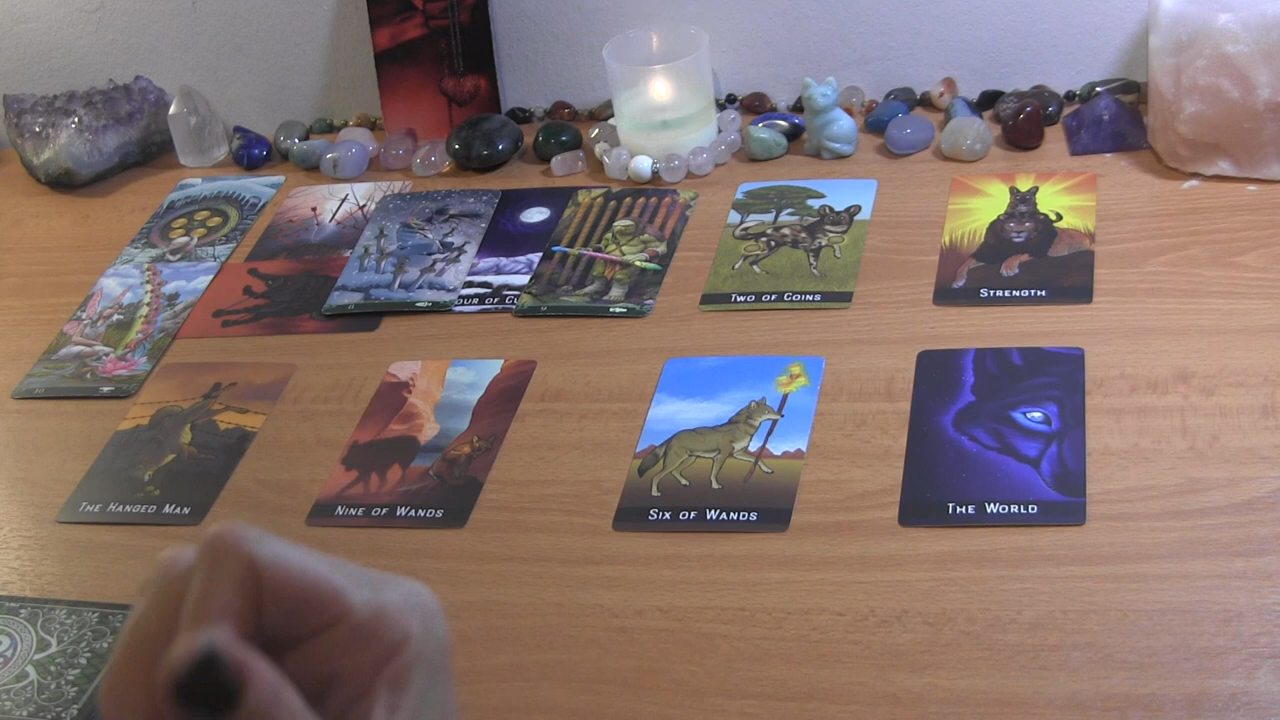 Two of Coins
Strength
The Hanged Man
Nine of Wands
Six of Wands
The World